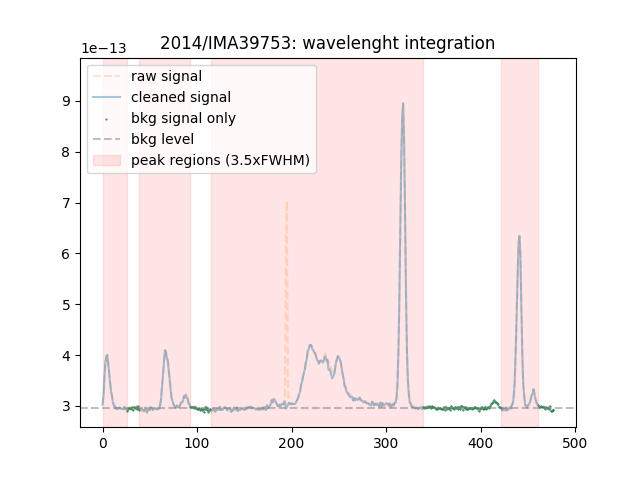 2014/IMA39753: wavelenght integration
1e−13
raw signal
cleaned signal
bkg signal only
bkg level
peak regions (3.5xFWHM)
9
8
7
6
5
4
3
0 100 200 300 400 500